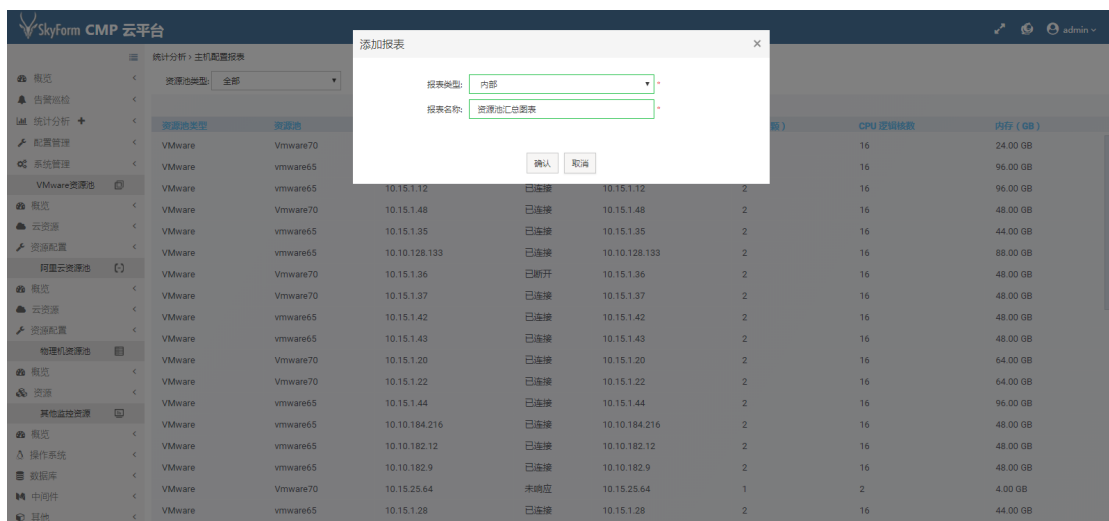 SkyForm CMP 云平台
admin
统计分析 › 主机配置报表
资源池类型: 全部
添加报表 ×
报表类型: 内部 *
报表名称: 资源池汇总图表 *
确认 取消
概览
告警巡检
统计分析 +
配置管理
系统管理
VMware资源池
概览
云资源
资源配置
阿里云资源池
概览
云资源
资源配置
物理机资源池
概览
资源
其他监控资源
概览
操作系统
数据库
中间件
其他
资源池类型 资源池 CPU 逻辑核数 内存 ( GB )
VMware Vmware70 16 24.00 GB
VMware vmware65 16 96.00 GB
VMware vmware65 10.15.1.12 已连接 10.15.1.12 2 16 96.00 GB
VMware Vmware70 10.15.1.48 已连接 10.15.1.48 2 16 48.00 GB
VMware vmware65 10.15.1.35 已连接 10.15.1.35 2 16 44.00 GB
VMware vmware65 10.10.128.133 已连接 10.10.128.133 2 16 88.00 GB
VMware Vmware70 10.15.1.36 已断开 10.15.1.36 2 16 48.00 GB
VMware Vmware70 10.15.1.37 已连接 10.15.1.37 2 16 48.00 GB
VMware vmware65 10.15.1.42 已连接 10.15.1.42 2 16 48.00 GB
VMware vmware65 10.15.1.43 已连接 10.15.1.43 2 16 48.00 GB
VMware Vmware70 10.15.1.20 已连接 10.15.1.20 2 16 64.00 GB
VMware Vmware70 10.15.1.22 已连接 10.15.1.22 2 16 64.00 GB
VMware vmware65 10.15.1.44 已连接 10.15.1.44 2 16 96.00 GB
VMware vmware65 10.10.184.216 已连接 10.10.184.216 2 16 48.00 GB
VMware vmware65 10.10.182.12 已连接 10.10.182.12 2 16 48.00 GB
VMware vmware65 10.10.182.9 已连接 10.10.182.9 2 16 48.00 GB
VMware Vmware70 10.15.25.64 未响应 10.15.25.64 1 2 4.00 GB
VMware vmware65 10.15.1.28 已连接 10.15.1.28 2 16 44.00 GB